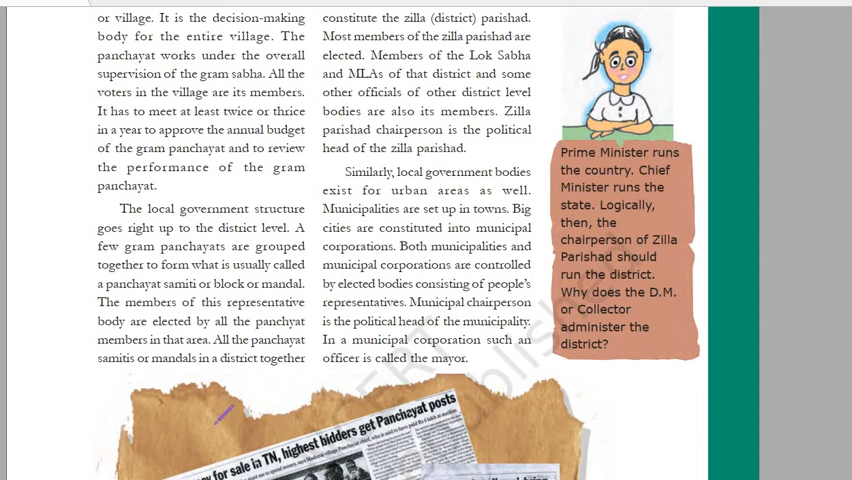 or village. It is the decision-making
body for the entire village. The
panchayat works under the overall
supervision of the gram sabha. All the
voters in the village are its members.
It has to meet at least twice or thrice
in a year to approve the annual budget
of the gram panchayat and to review
the performance of the gram
panchayat.
The local government structure
goes right up to the district level. A
few gram panchayats are grouped
together to form what is usually called
a panchayat samiti or block or mandal.
The members of this representative
body are elected by all the panchyat
members in that area. All the panchayat
samitis or mandals in a district together
constitute the zilla (district) parishad.
Most members of the zilla parishad are
elected. Members of the Lok Sabha
and MLAs of that district and some
other officials of other district level
bodies are also its members. Zilla
parishad chairperson is the political
head of the zilla parishad.
Similarly, local government bodies
exist for urban areas as well.
Municipalities are set up in towns. Big
cities are constituted into municipal
corporations. Both municipalities and
municipal corporations are controlled
by elected bodies consisting of people's
representatives. Municipal chairperson
is the political head of the municipality.
In a municipal corporation such an
officer is called the mayor.
Prime Minister runs
the country. Chief
Minister runs the
state. Logically,
then, the
chairperson of Zilla
Parishad should
run the district.
Why does the D.M.
or Collector
administer the
district?
for sale in TN, highest bidders get Panchayat posts